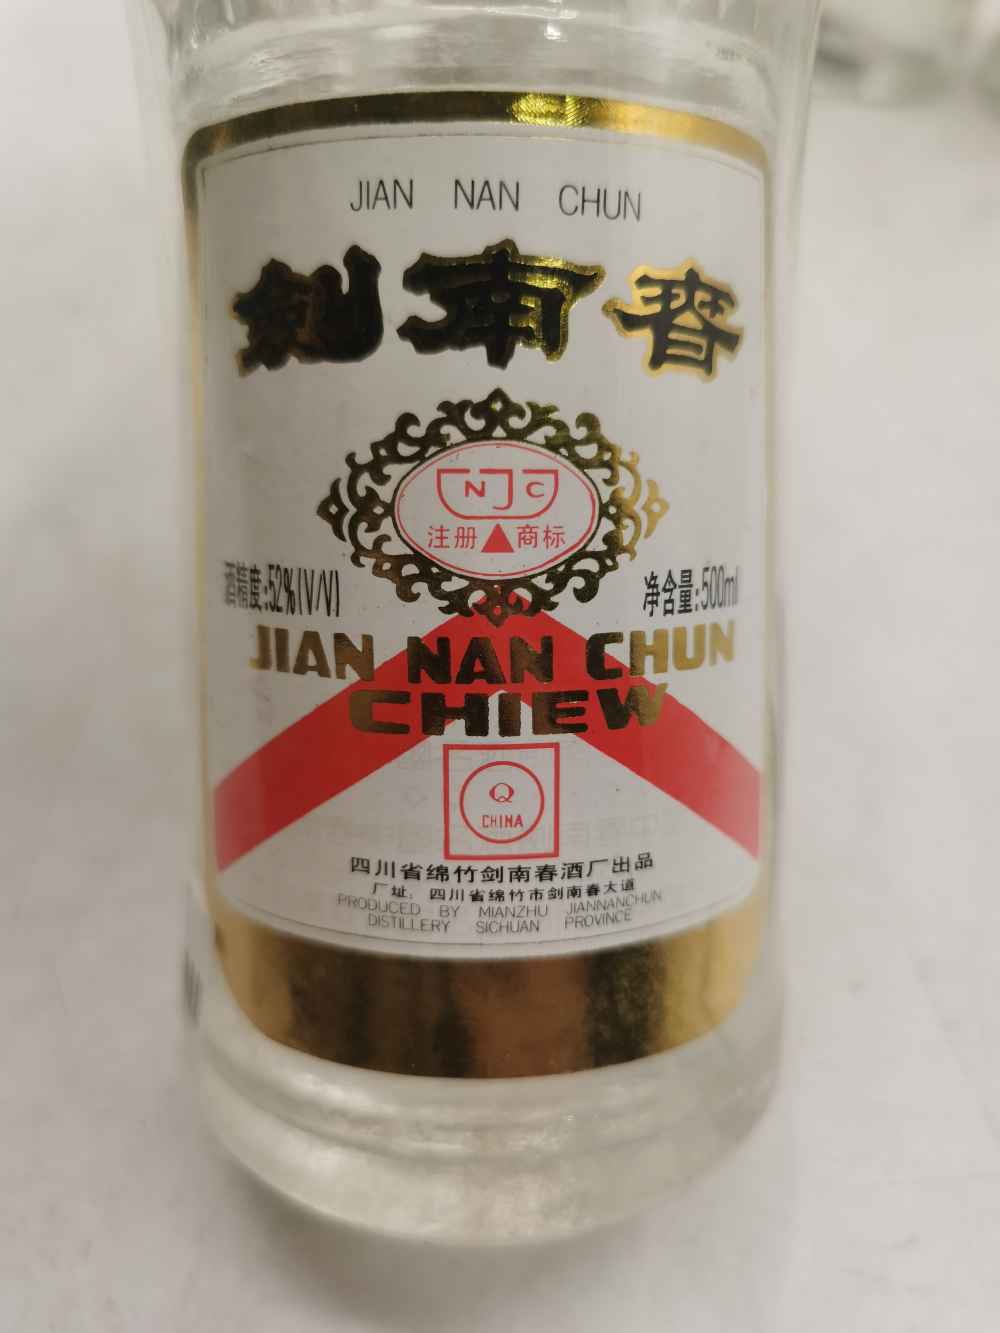 JIAN NAN CHUN
劍南春
NJC
注册 商标
酒精度:52%(V/V)
净含量:500ml
JIAN NAN CHUN
CHIEW
Q
CHINA
四川省绵竹剑南春酒厂出品
厂址: 四川省绵竹市剑南春大道
PRODUCED BY MIANZHU JIANNANCHUN
DISTILLERY SICHUAN PROVINCE